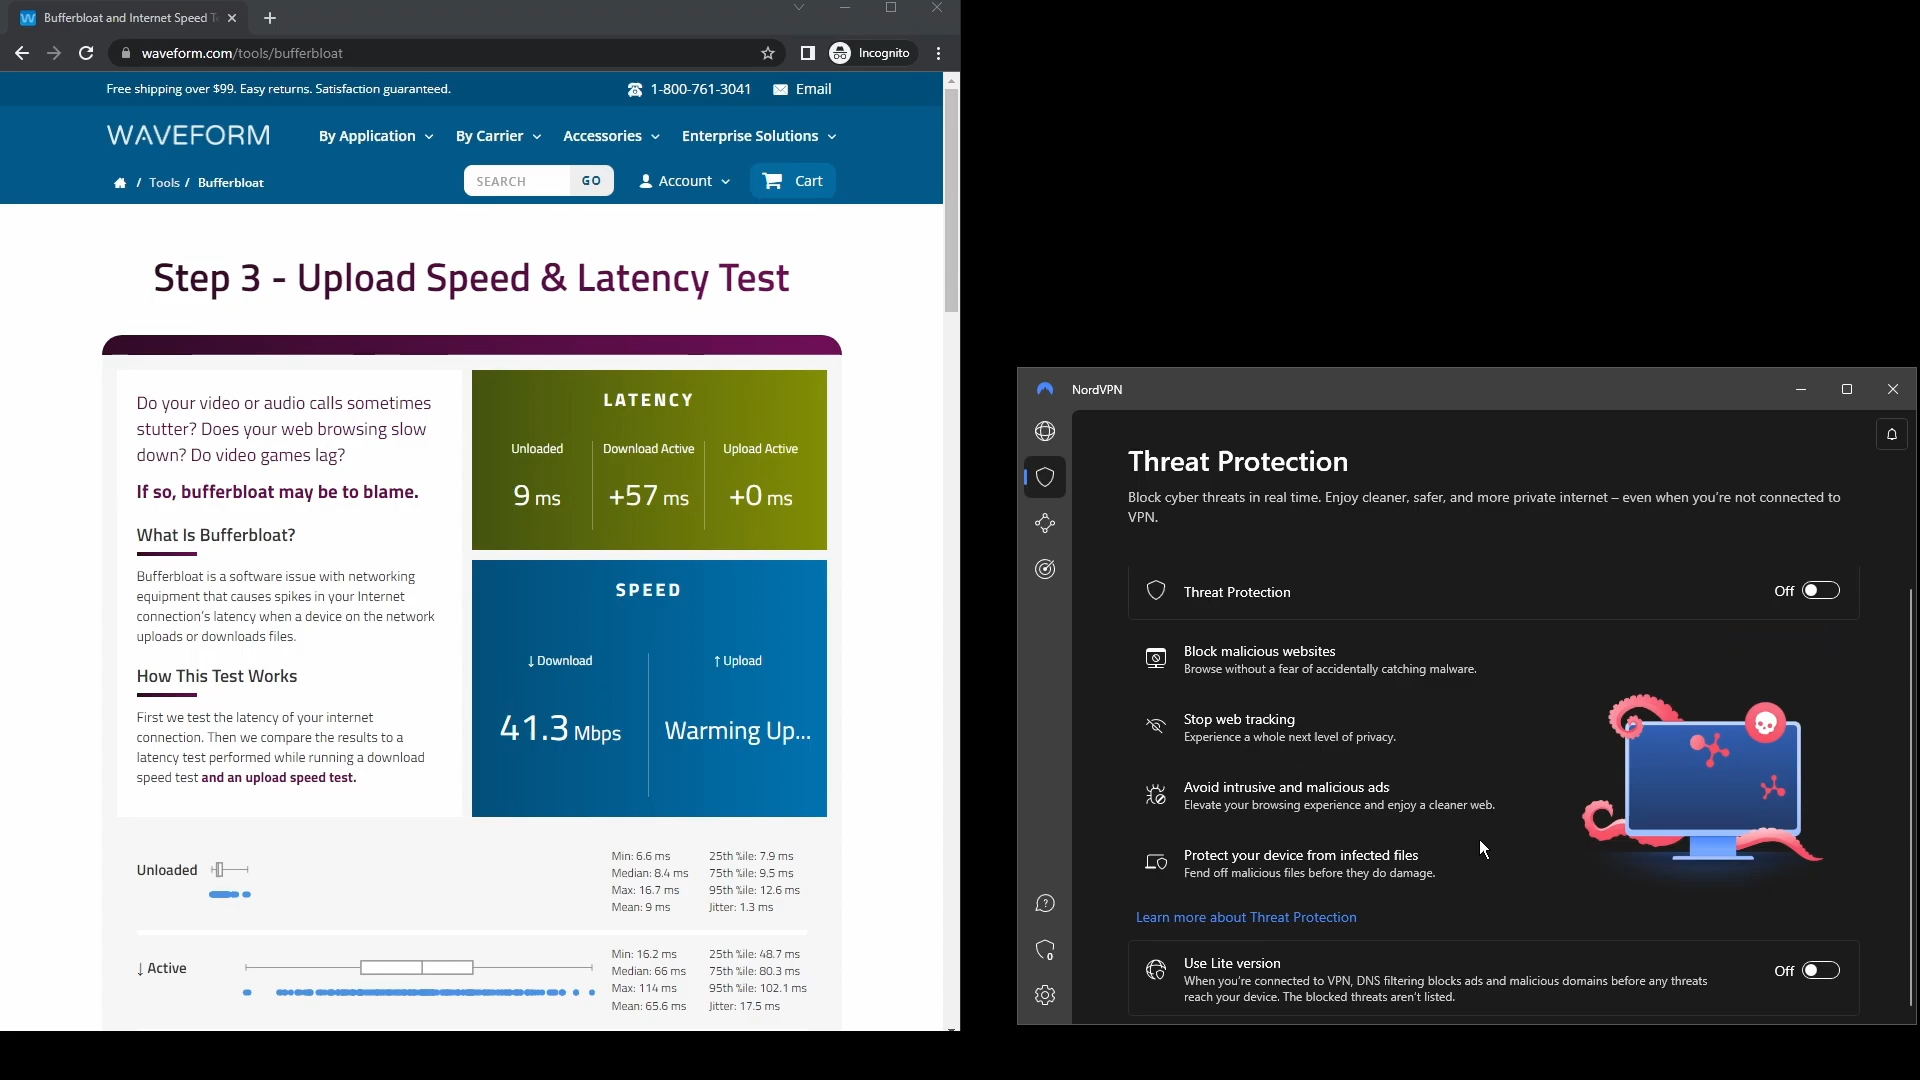 Bufferbloat and Internet Speed T
waveform.com/tools/bufferbloat
Incognito
Free shipping over $99. Easy returns. Satisfaction guaranteed.
1-800-761-3041
Email
WAVEFORM
By Application
By Carrier
Accessories
Enterprise Solutions
/ Tools / Bufferbloat
SEARCH
GO
Account
Cart
Step 3 - Upload Speed & Latency Test
Do your video or audio calls sometimes
stutter? Does your web browsing slow
down? Do video games lag?
If so, bufferbloat may be to blame.
What Is Bufferbloat?
Bufferbloat is a software issue with networking
equipment that causes spikes in your Internet
connection's latency when a device on the network
uploads or downloads files.
How This Test Works
First we test the latency of your internet
connection. Then we compare the results to a
latency test performed while running a download
speed test and an upload speed test.
LATENCY
Unloaded
Download Active
Upload Active
9 ms
+57 ms
+0 ms
SPEED
↓ Download
↑ Upload
41.3 Mbps
Warming Up...
Unloaded
Min: 6.6 ms
25th %ile: 7.9 ms
Median: 8.4 ms
75th %ile: 9.5 ms
Max: 16.7 ms
95th %ile: 12.6 ms
Mean: 9 ms
Jitter: 1.3 ms
↓ Active
Min: 16.2 ms
25th %ile: 48.7 ms
Median: 66 ms
75th %ile: 80.3 ms
Max: 114 ms
95th %ile: 102.1 ms
Mean: 65.6 ms
Jitter: 17.5 ms
NordVPN
Threat Protection
Block cyber threats in real time. Enjoy cleaner, safer, and more private internet – even when you're not connected to
VPN.
Threat Protection
Off
Block malicious websites
Browse without a fear of accidentally catching malware.
Stop web tracking
Experience a whole next level of privacy.
Avoid intrusive and malicious ads
Elevate your browsing experience and enjoy a cleaner web.
Protect your device from infected files
Fend off malicious files before they do damage.
Learn more about Threat Protection
Use Lite version
When you're connected to VPN, DNS filtering blocks ads and malicious domains before any threats
reach your device. The blocked threats aren't listed.
Off